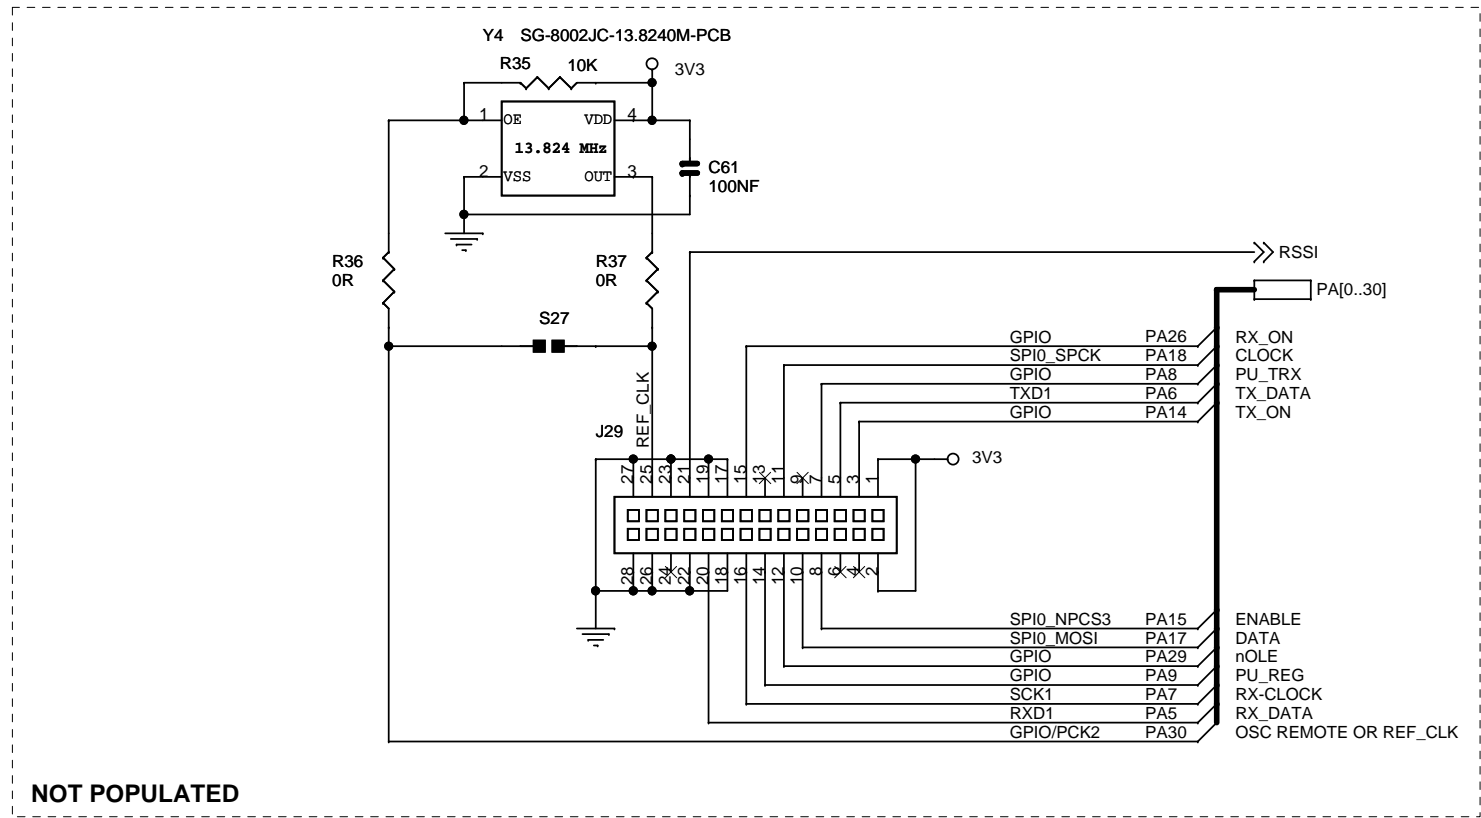 Y4 SG-8002JC-13.8240M-PCB
R35 10K
3V3
1 OE VDD 4
13.824 MHz
2 VSS OUT 3
C61
100NF
R36
0R
R37
0R
RSSI
PA[0..30]
S27
GPIO PA26 RX_ON
SPI0_SPCK PA18 CLOCK
GPIO PA8 PU_TRX
TXD1 PA6 TX_DATA
GPIO PA14 TX_ON
REF_CLK
J29
3V3
27 25 23 21 19 17 15 13 11 9 7 5 3 1
28 26 24 22 20 18 16 14 12 10 8 6 4 2
SPI0_NPCS3 PA15 ENABLE
SPI0_MOSI PA17 DATA
GPIO PA29 nOLE
GPIO PA9 PU_REG
SCK1 PA7 RX-CLOCK
RXD1 PA5 RX_DATA
GPIO/PCK2 PA30 OSC REMOTE OR REF_CLK
NOT POPULATED